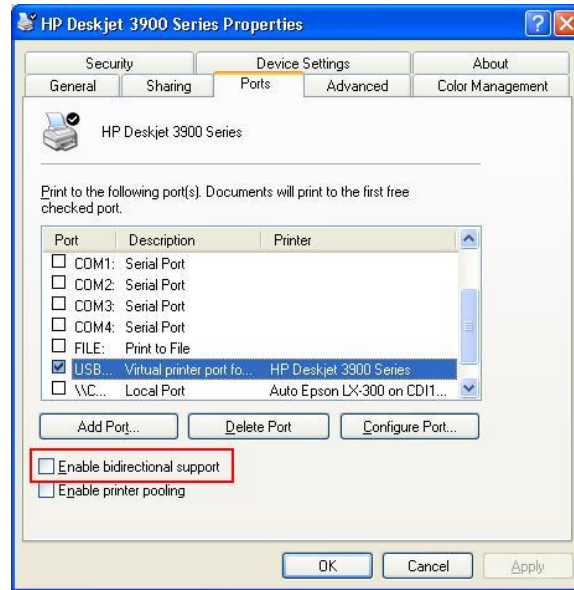 HP Deskjet 3900 Series Properties
Security Device Settings About
General Sharing Ports Advanced Color Management
HP Deskjet 3900 Series
Print to the following port(s). Documents will print to the first free
checked port.
Port Description Printer
COM1: Serial Port
COM2: Serial Port
COM3: Serial Port
COM4: Serial Port
FILE: Print to File
USB... Virtual printer port fo... HP Deskjet 3900 Series
\\C... Local Port Auto Epson LX-300 on CDI1...
Add Port... Delete Port Configure Port...
Enable bidirectional support
Enable printer pooling
OK Cancel Apply